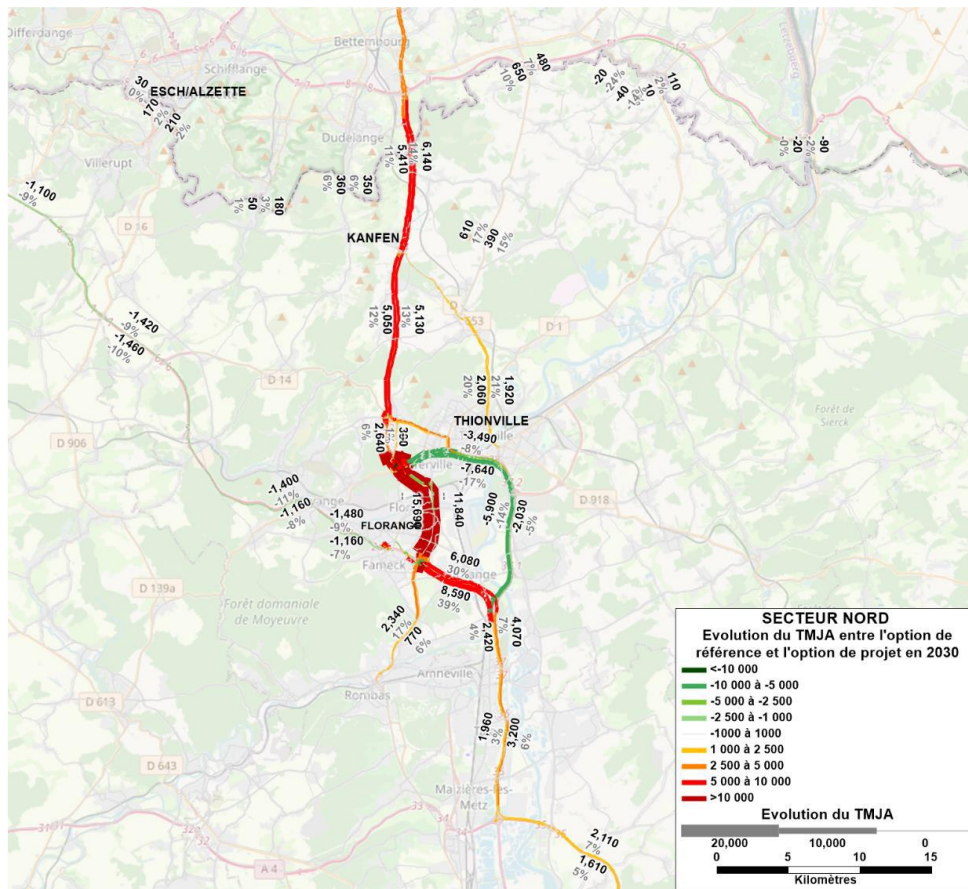 Differdange
Bettembourg
Schifflange
ESCH/ALZETTE
30
0%
170
2%
210
2%
Dudelange
Villerupt
650
10%
480
7%
-20
-24%
-40
-14%
10
110
2%
-20
-0%
-90
-2%
5,410
11%
6,140
14%
-1,100
-9%
50
1%
180
3%
360
6%
350
6%
D 16
KANFEN
610
17%
390
15%
5,050
12%
5,130
13%
D 1
-1,420
-9%
-1,460
-10%
D 14
2,060
20%
1,920
21%
Forêt de
Sierck
THIONVILLE
-3,490
-8%
2,640
6%
D 906
-7,640
-17%
-1,400
-11%
-1,160
-8%
D 918
15,690
11,840
-5,900
-14%
-2,030
-5%
-1,480
-9%
FLORANGE
-1,160
-7%
Fameck
6,080
30%
8,590
39%
D 139a
Forêt domaniale
de Moyeuvre
2,340
17%
770
6%
2,420
4%
4,070
7%
Amnéville
Rombas
D 613
1,960
3%
3,200
6%
D 643
Maizières-les-
Metz
31
A 4
2,110
7%
1,610
5%
SECTEUR NORD
Evolution du TMJA entre l'option de
référence et l'option de projet en 2030
<-10 000
-10 000 à -5 000
-5 000 à -2 500
-2 500 à -1 000
-1000 à 1000
1 000 à 2 500
2 500 à 5 000
5 000 à 10 000
>10 000
Evolution du TMJA
20,000 10,000 0
0 5 10 15
Kilomètres